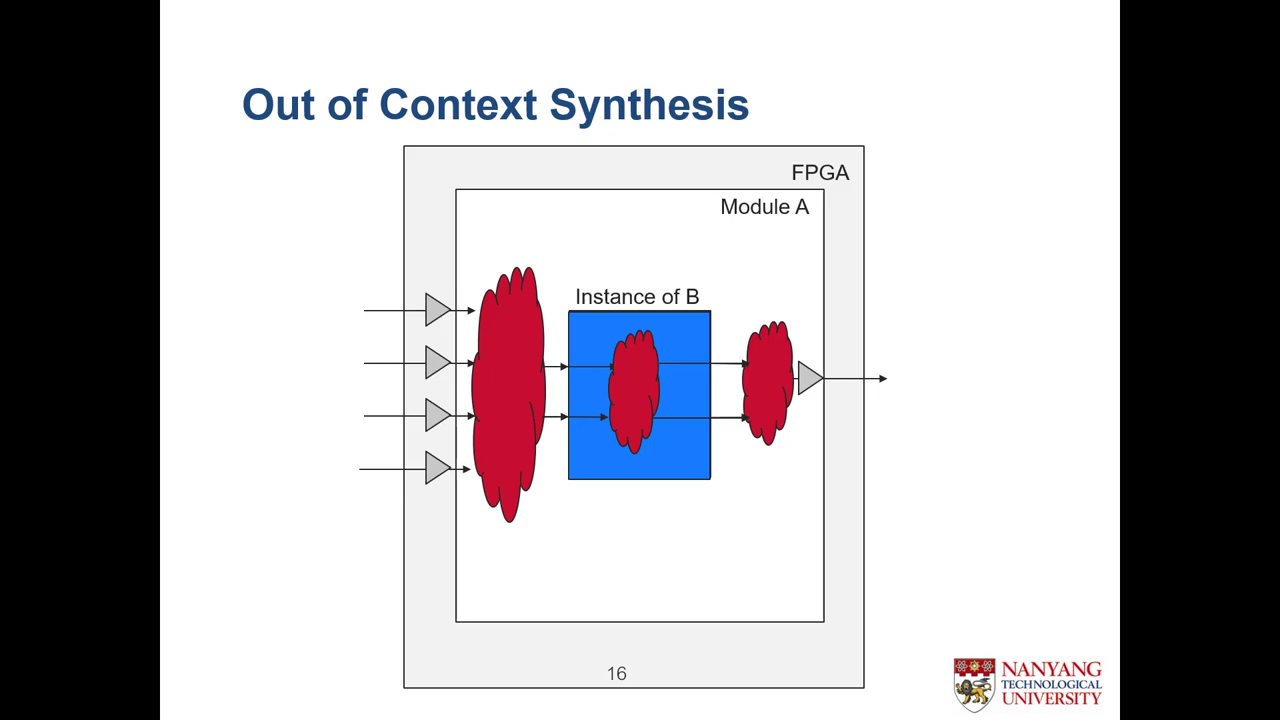 Out of Context Synthesis
FPGA
Module A
Instance of B
16
NANYANG
TECHNOLOGICAL
UNIVERSITY